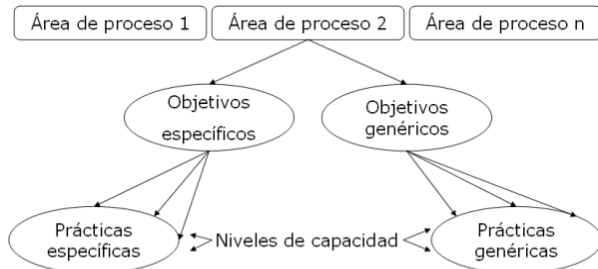 Área de proceso 1
Área de proceso 2
Área de proceso n
Objetivos
específicos
Objetivos
genéricos
Prácticas
específicas
Niveles de capacidad
Prácticas
genéricas